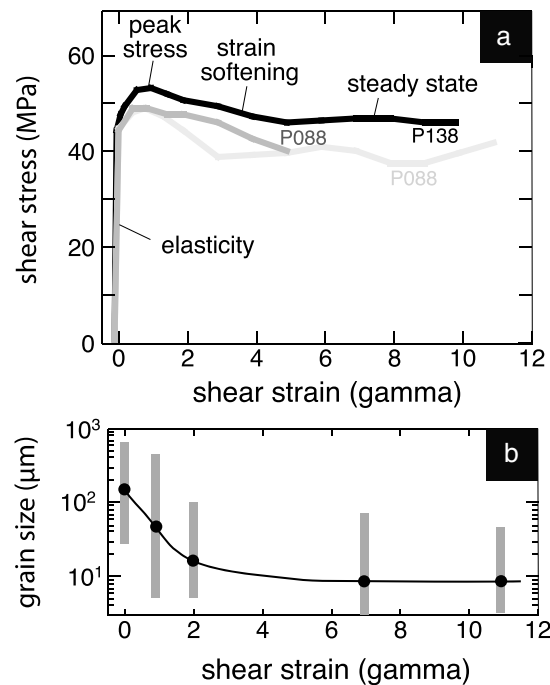 a
peak
stress
strain
softening
steady state
P088
P138
P088
elasticity
shear stress (MPa)
60
40
20
0
0 2 4 6 8 10 12
shear strain (gamma)
b
grain size (µm)
10³
10²
10¹
0 2 4 6 8 10 12
shear strain (gamma)